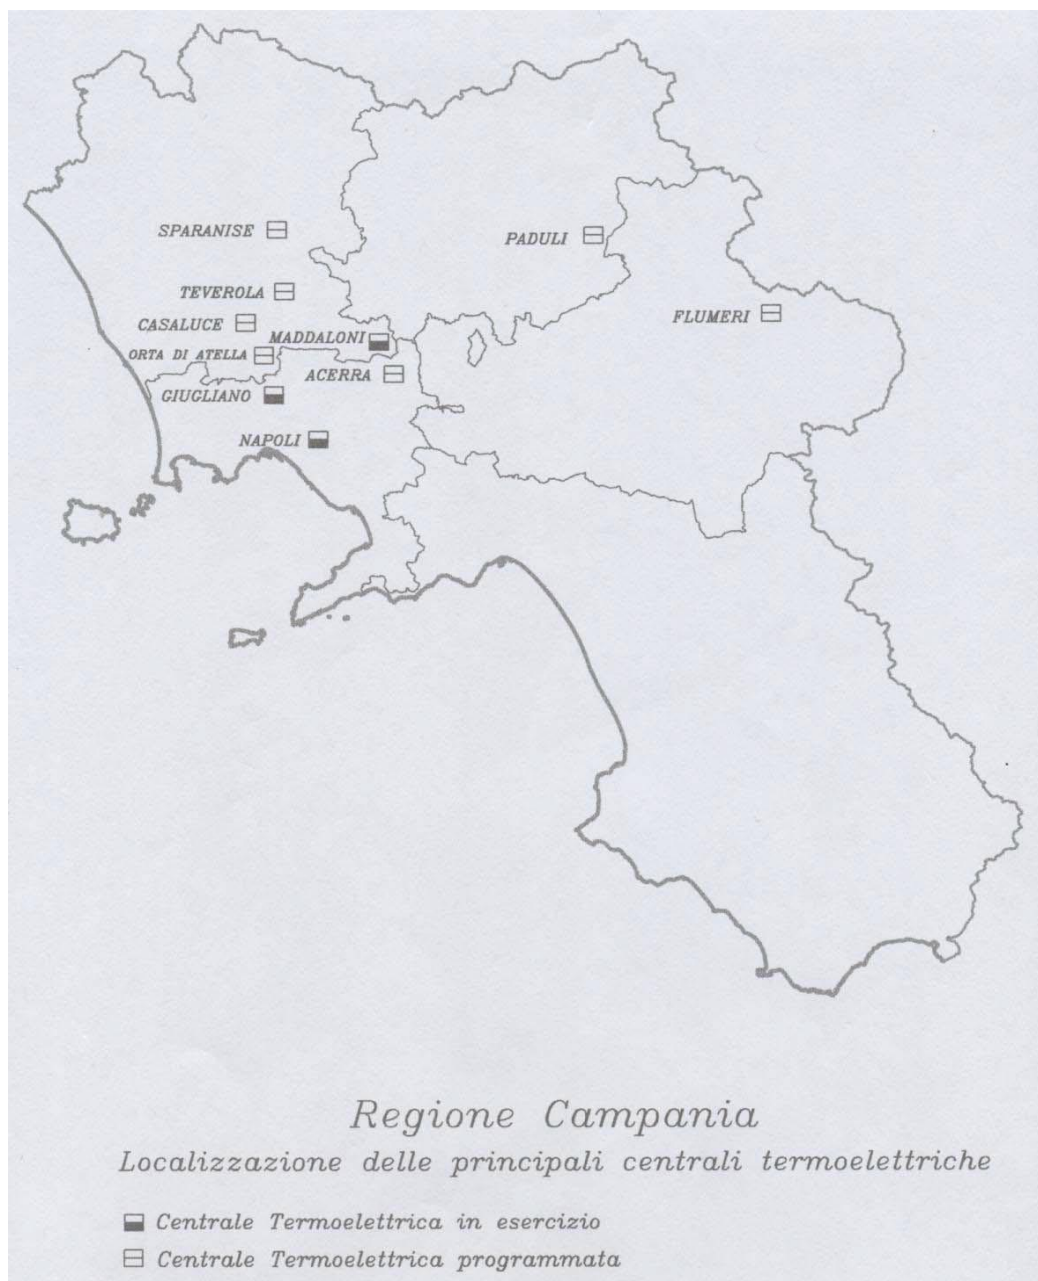 SPARANISE
PADULI
TEVEROLA
FLUMERI
CASALUCE
MADDALONI
ORTA DI ATELLA
ACERRA
GIUGLIANO
NAPOLI
Regione Campania
Localizzazione delle principali centrali termoelettriche
Centrale Termoelettrica in esercizio
Centrale Termoelettrica programmata